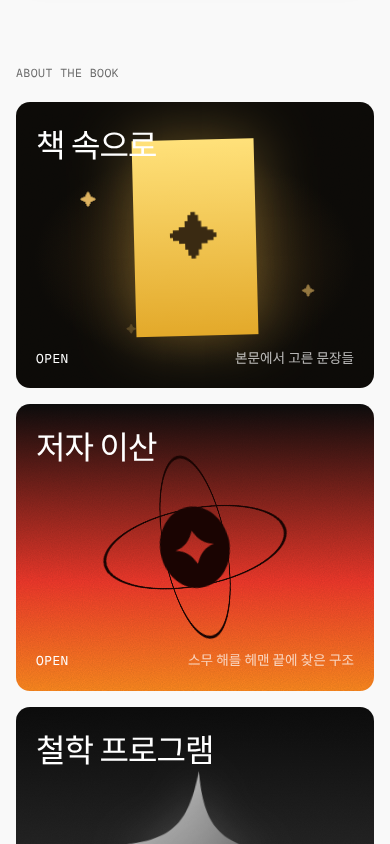 ABOUT THE BOOK
책 속으로
OPEN
본문에서 고른 문장들
저자 이산
OPEN
스무 해를 헤맨 끝에 찾은 구조
철학 프로그램